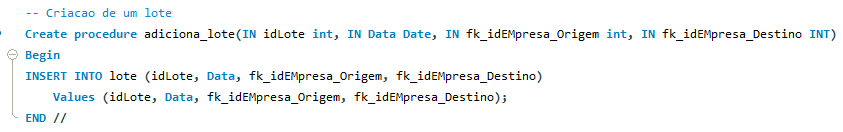 -- Criacao de um lote
Create procedure adiciona_lote(IN idLote int, IN Data Date, IN fk_idEMpresa_Origem int, IN fk_idEMpresa_Destino INT)
Begin
INSERT INTO lote (idLote, Data, fk_idEMpresa_Origem, fk_idEMpresa_Destino)
Values (idLote, Data, fk_idEMpresa_Origem, fk_idEMpresa_Destino);
END //